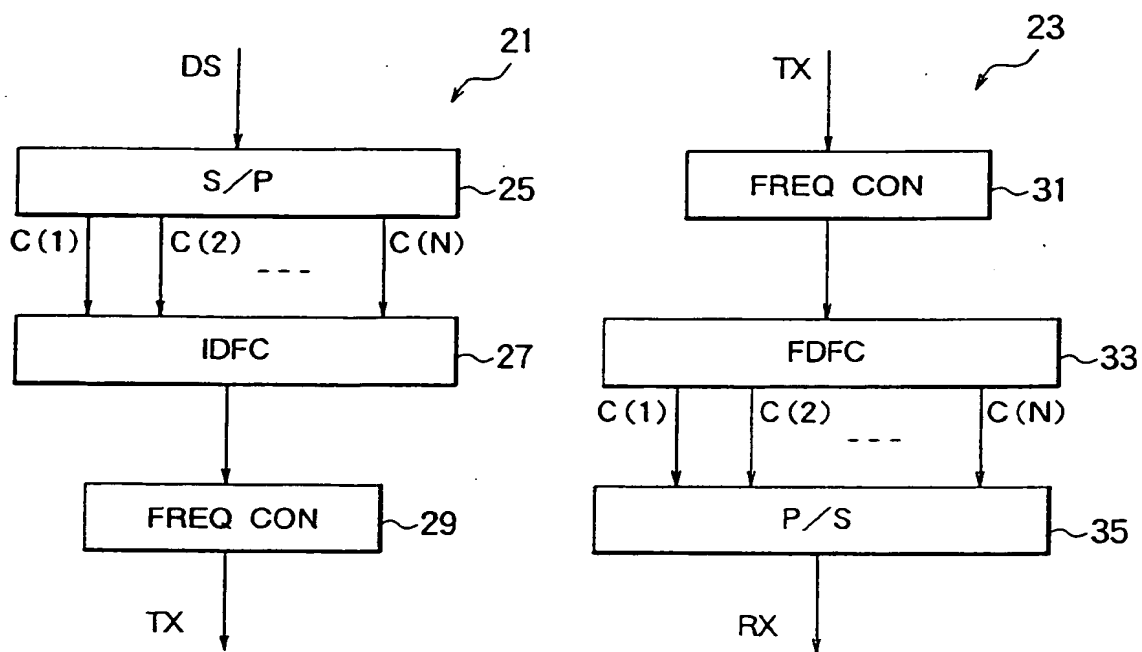 21
DS
S/P
25
C(1) C(2) --- C(N)
IDFC
27
FREQ CON
29
TX
23
TX
FREQ CON
31
FDFC
33
C(1) C(2) --- C(N)
P/S
35
RX